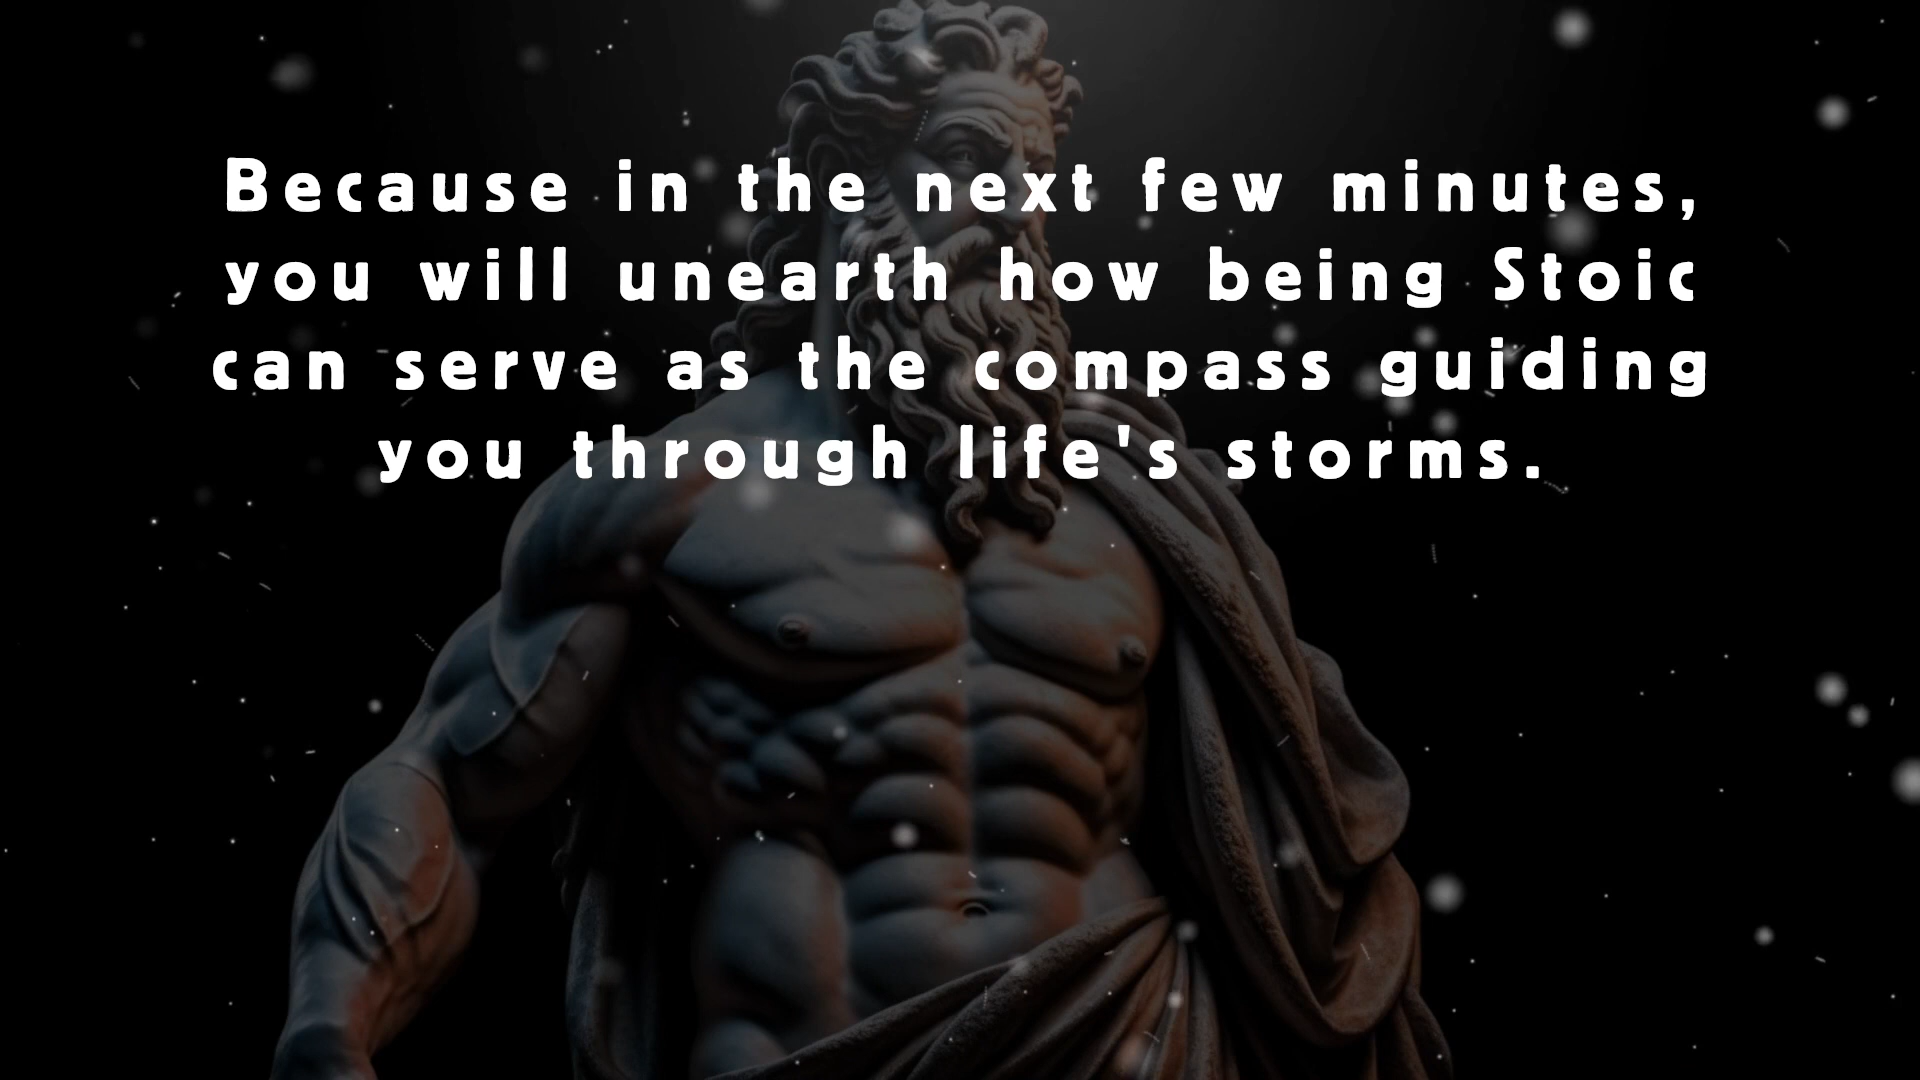 Because in the next few minutes,
you will unearth how being Stoic
can serve as the compass guiding
you through life's storms.